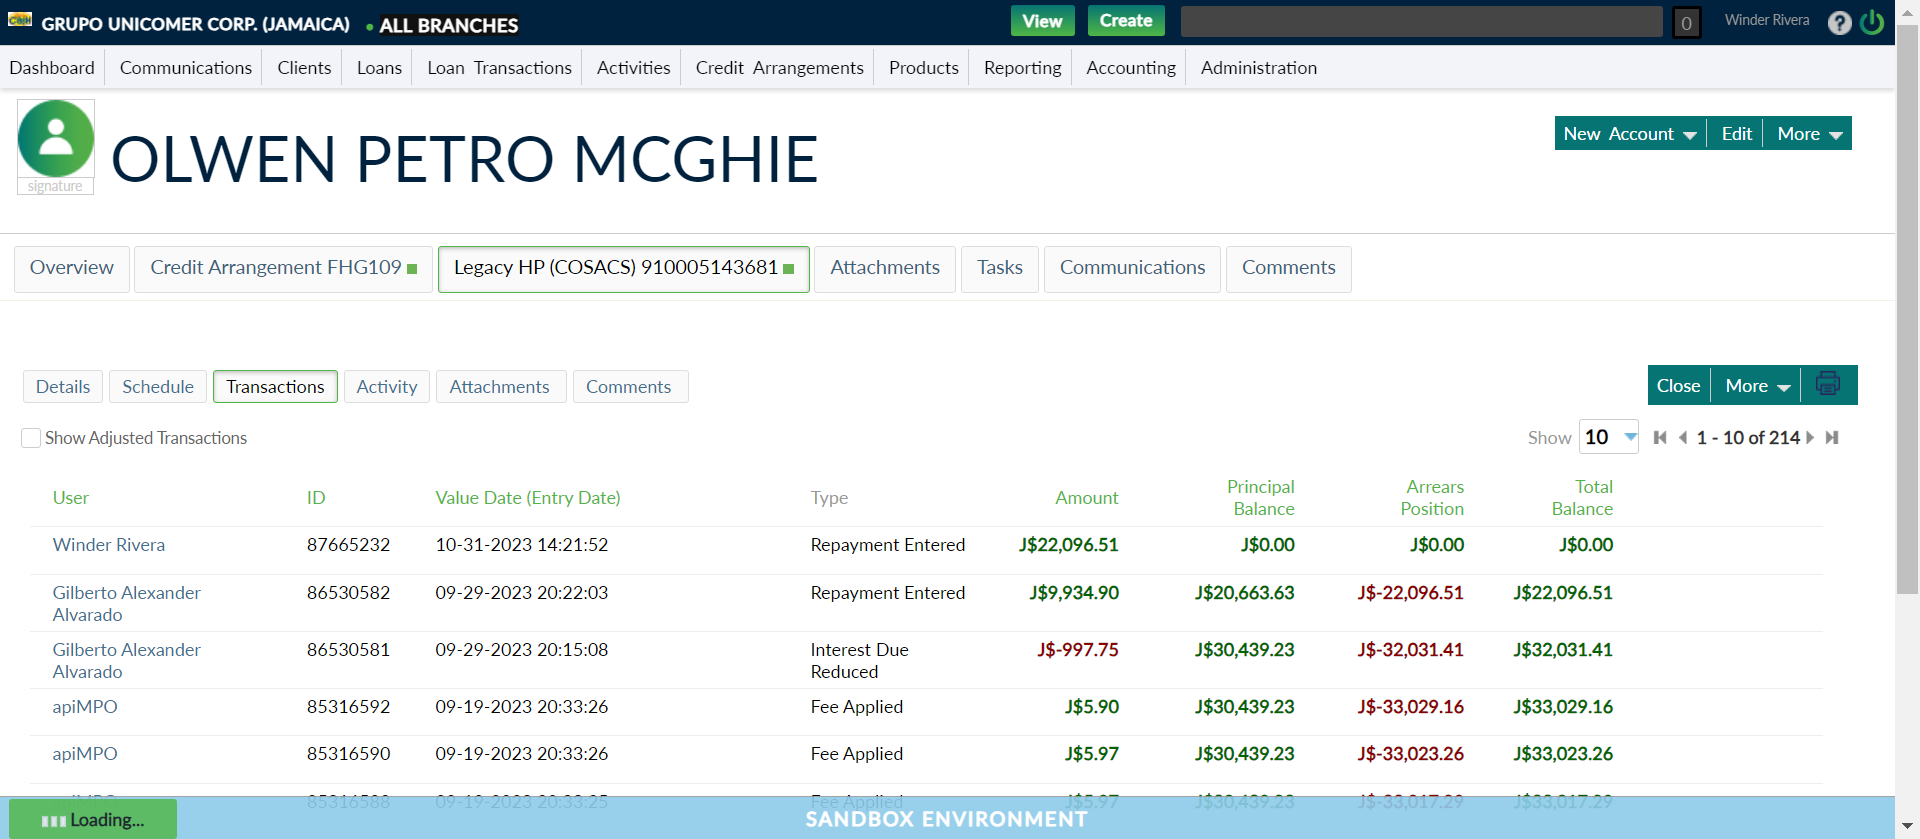 GRUPO UNICOMER CORP. (JAMAICA) • ALL BRANCHES View Create 0 Winder Rivera ?
Dashboard Communications Clients Loans Loan Transactions Activities Credit Arrangements Products Reporting Accounting Administration
OLWEN PETRO MCGHIE
signature
New Account Edit More
Overview Credit Arrangement FHG109 Legacy HP (COSACS) 910005143681 Attachments Tasks Communications Comments
Details Schedule Transactions Activity Attachments Comments
Close More
Show Adjusted Transactions
Show 10 1 - 10 of 214
User ID Value Date (Entry Date) Type Amount Principal Balance Arrears Position Total Balance
Winder Rivera 87665232 10-31-2023 14:21:52 Repayment Entered J$22,096.51 J$0.00 J$0.00 J$0.00
Gilberto Alexander Alvarado 86530582 09-29-2023 20:22:03 Repayment Entered J$9,934.90 J$20,663.63 J$-22,096.51 J$22,096.51
Gilberto Alexander Alvarado 86530581 09-29-2023 20:15:08 Interest Due Reduced J$-997.75 J$30,439.23 J$-32,031.41 J$32,031.41
apiMPO 85316592 09-19-2023 20:33:26 Fee Applied J$5.90 J$30,439.23 J$-33,029.16 J$33,029.16
apiMPO 85316590 09-19-2023 20:33:26 Fee Applied J$5.97 J$30,439.23 J$-33,023.26 J$33,023.26
apiMPO 85316588 09-19-2023 20:33:25 Fee Applied J$5.97 J$30,439.23 J$-33,017.29 J$33,017.29
Loading...
SANDBOX ENVIRONMENT